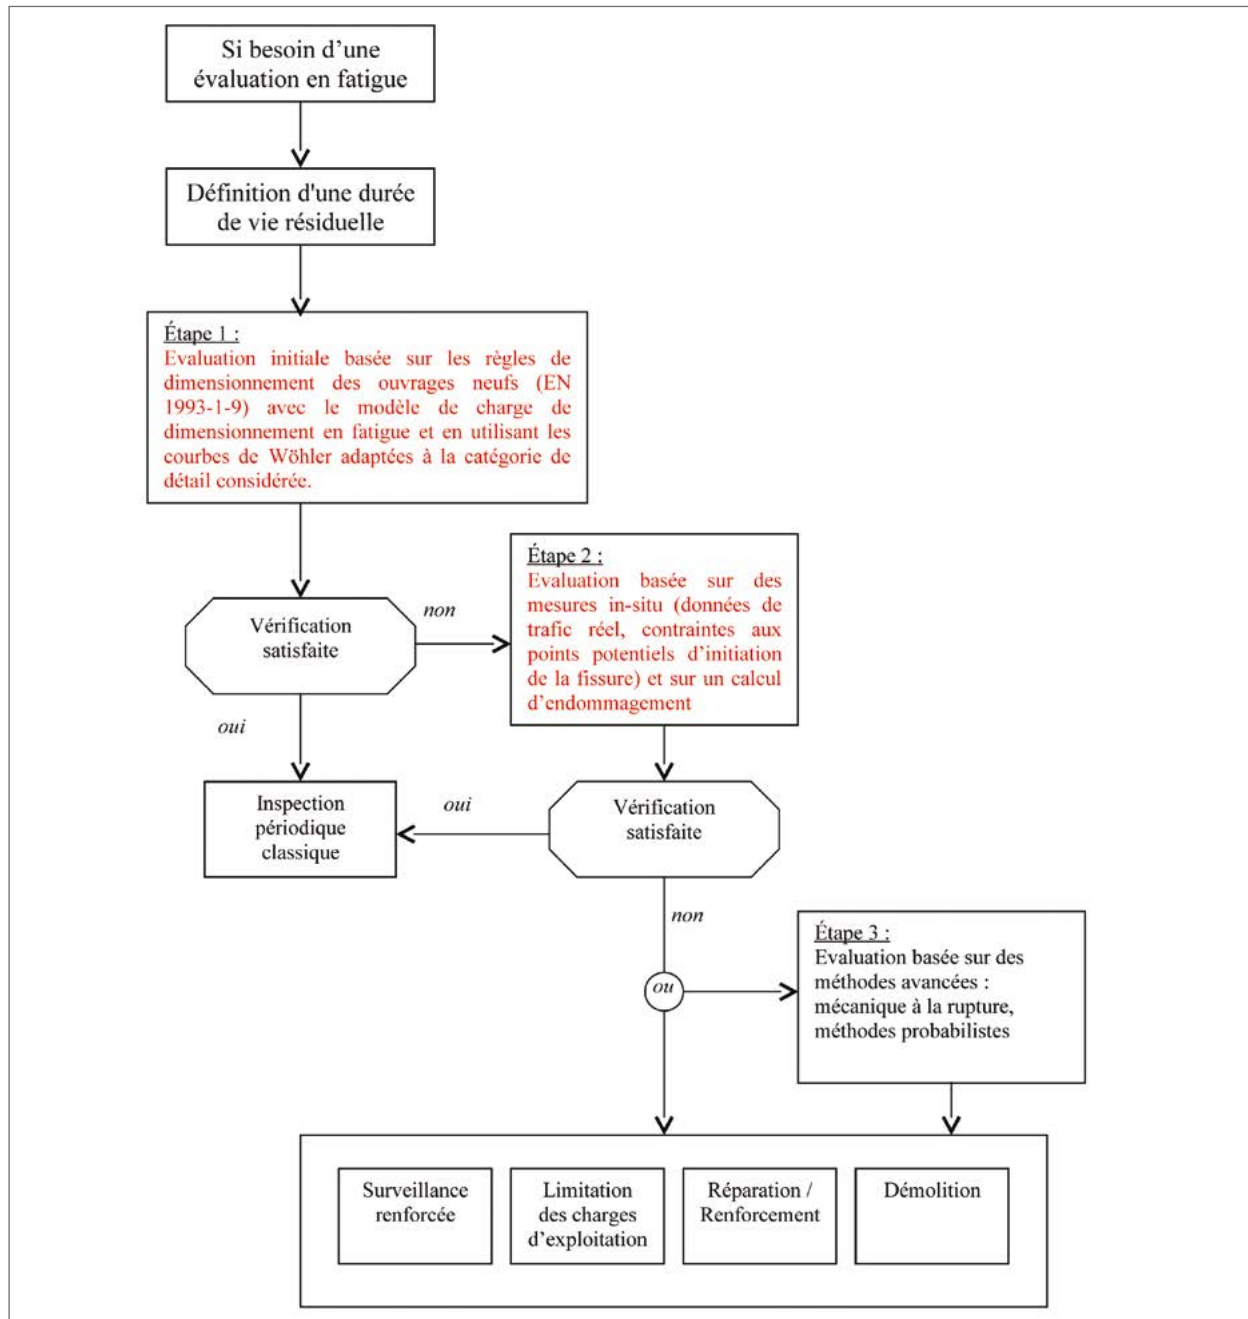 Si besoin d’une
évaluation en fatigue
Définition d'une durée
de vie résiduelle
Étape 1 :
Evaluation initiale basée sur les règles de
dimensionnement des ouvrages neufs (EN
1993-1-9) avec le modèle de charge de
dimensionnement en fatigue et en utilisant les
courbes de Wöhler adaptées à la catégorie de
détail considérée.
Vérification
satisfaite
non
Étape 2 :
Evaluation basée sur des
mesures in-situ (données de
trafic réel, contraintes aux
points potentiels d’initiation
de la fissure) et sur un calcul
d’endommagement
oui
Inspection
périodique
classique
oui
Vérification
satisfaite
non
ou
Étape 3 :
Evaluation basée sur des
méthodes avancées :
mécanique à la rupture,
méthodes probabilistes
Surveillance
renforcée
Limitation
des charges
d’exploitation
Réparation /
Renforcement
Démolition